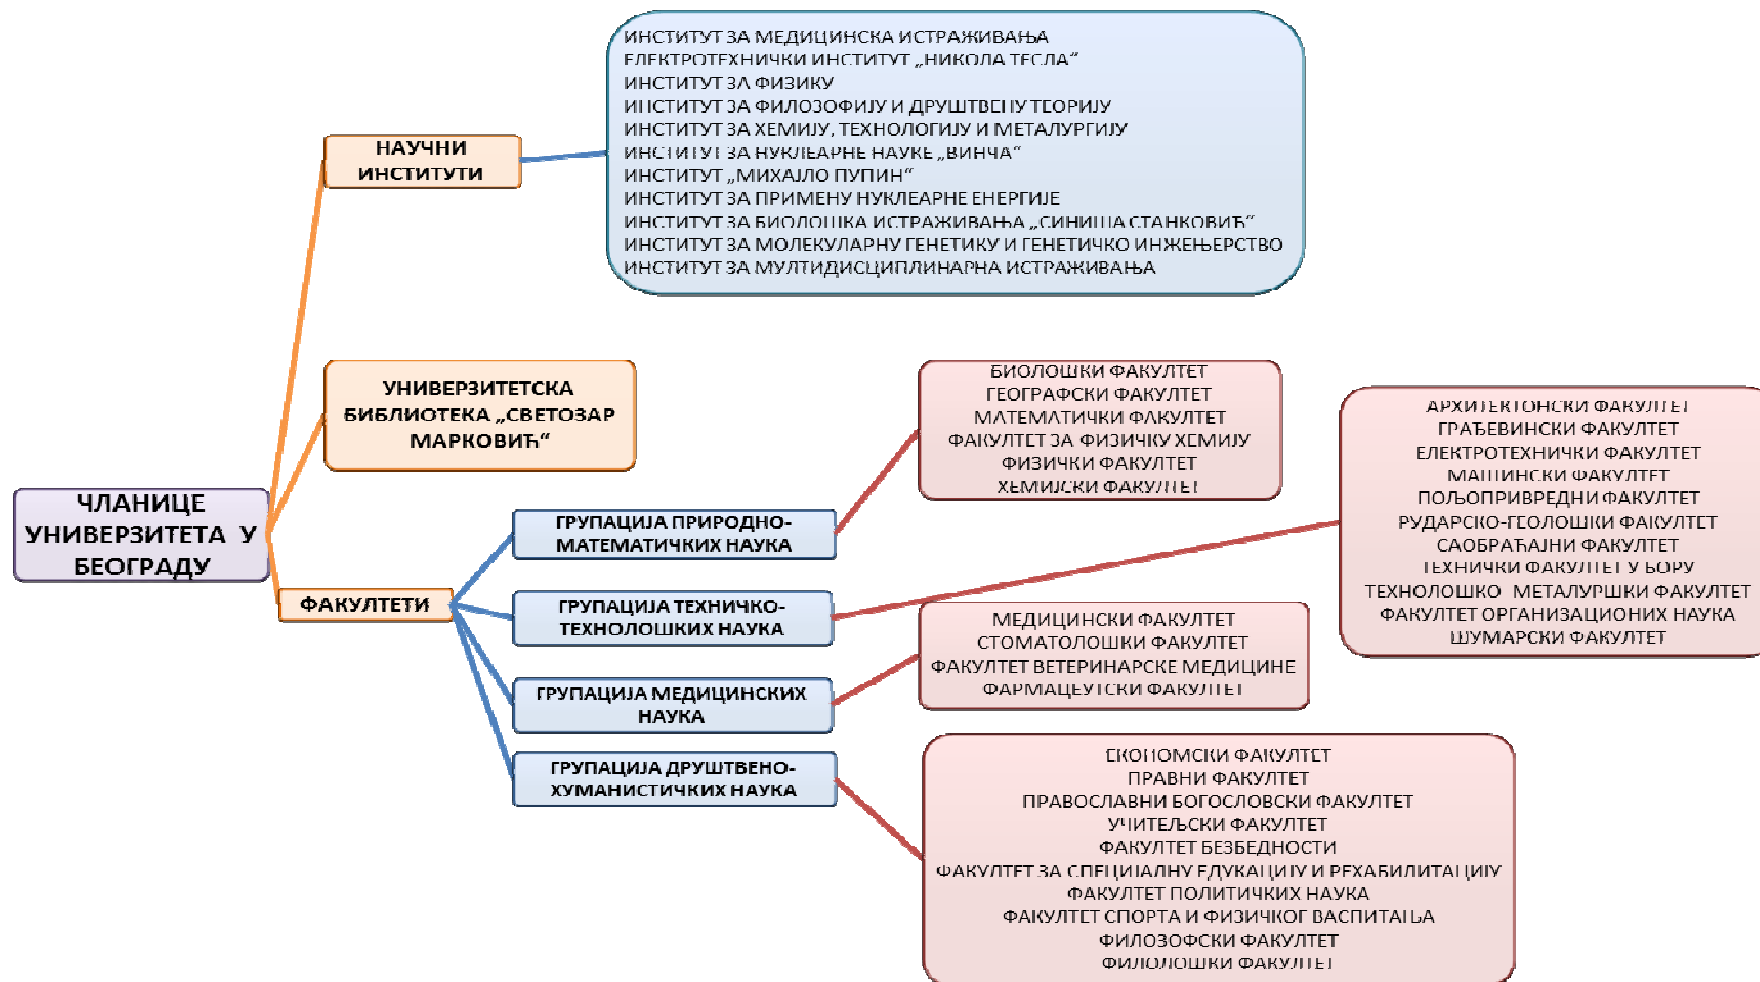 ИНСТИТУТ ЗА МЕДИЦИНСКА ИСТРАЖИВАЊА
ЕЛЕКТРОТЕХНИЧКИ ИНСТИТУТ „НИКОЛА ТЕСЛА“
ИНСТИТУТ ЗА ФИЗИКУ
ИНСТИТУТ ЗА ФИЛОЗОФИЈУ И ДРУШТВЕНУ ТЕОРИЈУ
ИНСТИТУТ ЗА ХЕМИЈУ, ТЕХНОЛОГИЈУ И МЕТАЛУРГИЈУ
ИНСТИТУТ ЗА НУКЛЕАРНЕ НАУКЕ „ВИНЧА“
ИНСТИТУТ „МИХАЈЛО ПУПИН“
ИНСТИТУТ ЗА ПРИМЕНУ НУКЛЕАРНЕ ЕНЕРГИЈЕ
ИНСТИТУТ ЗА БИОЛОШКА ИСТРАЖИВАЊА „СИНИША СТАНКОВИЋ“
ИНСТИТУТ ЗА МОЛЕКУЛАРНУ ГЕНЕТИКУ И ГЕНЕТИЧКО ИНЖЕЊЕРСТВО
ИНСТИТУТ ЗА МУЛТИДИСЦИПЛИНАРНА ИСТРАЖИВАЊА
НАУЧНИ
ИНСТИТУТИ
УНИВЕРЗИТЕТСКА
БИБЛИОТЕКА „СВЕТОЗАР
МАРКОВИЋ“
ЧЛАНИЦЕ
УНИВЕРЗИТЕТА У
БЕОГРАДУ
ФАКУЛТЕТИ
ГРУПАЦИЈА ПРИРОДНО-
МАТЕМАТИЧКИХ НАУКА
БИОЛОШКИ ФАКУЛТЕТ
ГЕОГРАФСКИ ФАКУЛТЕТ
МАТЕМАТИЧКИ ФАКУЛТЕТ
ФАКУЛТЕТ ЗА ФИЗИЧКУ ХЕМИЈУ
ФИЗИЧКИ ФАКУЛТЕТ
ХЕМИЈСКИ ФАКУЛТЕТ
ГРУПАЦИЈА ТЕХНИЧКО-
ТЕХНОЛОШКИХ НАУКА
АРХИТЕКТОНСКИ ФАКУЛТЕТ
ГРАЂЕВИНСКИ ФАКУЛТЕТ
ЕЛЕКТРОТЕХНИЧКИ ФАКУЛТЕТ
МАШИНСКИ ФАКУЛТЕТ
ПОЉОПРИВРЕДНИ ФАКУЛТЕТ
РУДАРСКО-ГЕОЛОШКИ ФАКУЛТЕТ
САОБРАЋАЈНИ ФАКУЛТЕТ
ТЕХНИЧКИ ФАКУЛТЕТ У БОРУ
ТЕХНОЛОШКО МЕТАЛУРШКИ ФАКУЛТЕТ
ФАКУЛТЕТ ОРГАНИЗАЦИОНИХ НАУКА
ШУМАРСКИ ФАКУЛТЕТ
ГРУПАЦИЈА МЕДИЦИНСКИХ
НАУКА
МЕДИЦИНСКИ ФАКУЛТЕТ
СТОМАТОЛОШКИ ФАКУЛТЕТ
ФАКУЛТЕТ ВЕТЕРИНАРСКЕ МЕДИЦИНЕ
ФАРМАЦЕУТСКИ ФАКУЛТЕТ
ГРУПАЦИЈА ДРУШТВЕНО-
ХУМАНИСТИЧКИХ НАУКА
ЕКОНОМСКИ ФАКУЛТЕТ
ПРАВНИ ФАКУЛТЕТ
ПРАВОСЛАВНИ БОГОСЛОВСКИ ФАКУЛТЕТ
УЧИТЕЉСКИ ФАКУЛТЕТ
ФАКУЛТЕТ БЕЗБЕДНОСТИ
ФАКУЛТЕТ ЗА СПЕЦИЈАЛНУ ЕДУКАЦИЈУ И РЕХАБИЛИТАЦИЈУ
ФАКУЛТЕТ ПОЛИТИЧКИХ НАУКА
ФАКУЛТЕТ СПОРТА И ФИЗИЧКОГ ВАСПИТАЊА
ФИЛОЗОФСКИ ФАКУЛТЕТ
ФИЛОЛОШКИ ФАКУЛТЕТ